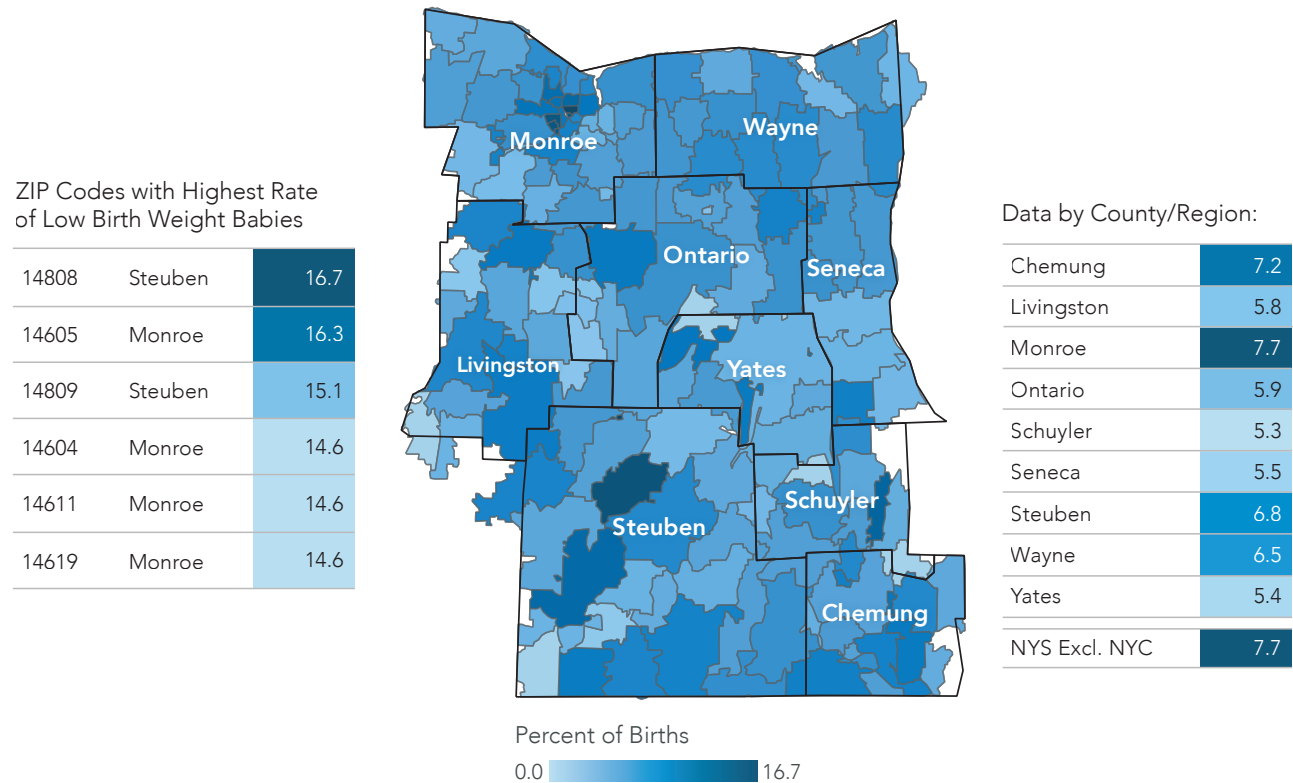 ZIP Codes with Highest Rate
of Low Birth Weight Babies
14808 Steuben 16.7
14605 Monroe 16.3
14809 Steuben 15.1
14604 Monroe 14.6
14611 Monroe 14.6
14619 Monroe 14.6
Monroe
Wayne
Ontario
Seneca
Livingston
Yates
Schuyler
Steuben
Chemung
Data by County/Region:
Chemung 7.2
Livingston 5.8
Monroe 7.7
Ontario 5.9
Schuyler 5.3
Seneca 5.5
Steuben 6.8
Wayne 6.5
Yates 5.4
NYS Excl. NYC 7.7
Percent of Births
0.0 16.7